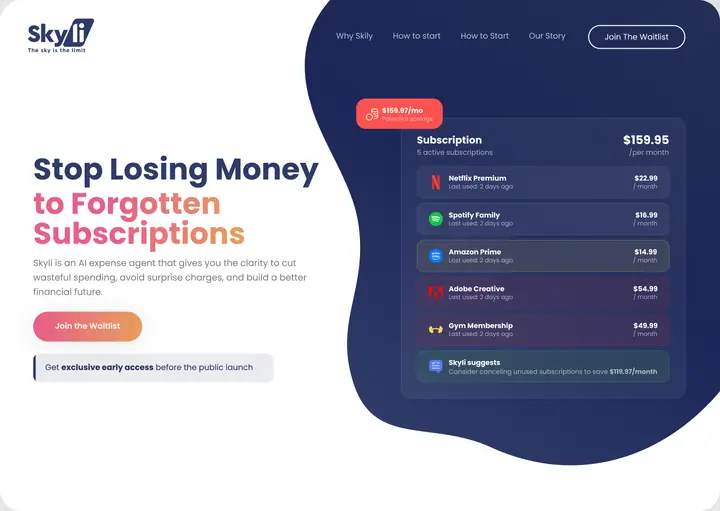 Skyli
The sky is the limit
Why Skily
How to start
How to Start
Our Story
Join The Waitlist
Stop Losing Money
to Forgotten
Subscriptions
Skyli is an AI expense agent that gives you the clarity to cut
wasteful spending, avoid surprise charges, and build a better
financial future.
Join the Waitlist
Get exclusive early access before the public launch
$159.97/mo
Potential savings
Subscription
$159.95
5 active subscriptions
/per month
Netflix Premium
$22.99
Last used: 2 days ago
/ month
Spotify Family
$16.99
Last used: 2 days ago
/ month
Amazon Prime
$14.99
Last used: 2 days ago
/ month
Adobe Creative
$54.99
Last used: 2 days ago
/ month
Gym Membership
$49.99
Last used: 2 days ago
/ month
Skyli suggests
Consider canceling unused subscriptions to save $119.97/month